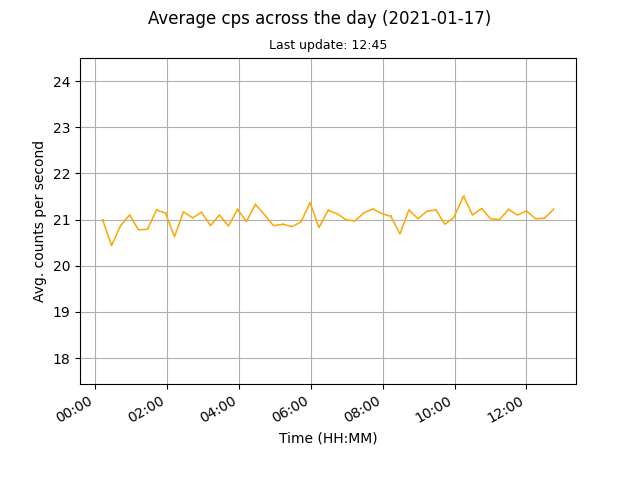 Average cps across the day (2021-01-17)
Last update: 12:45
Avg. counts per second
24
23
22
21
20
19
18
00:00 02:00 04:00 06:00 08:00 10:00 12:00
Time (HH:MM)